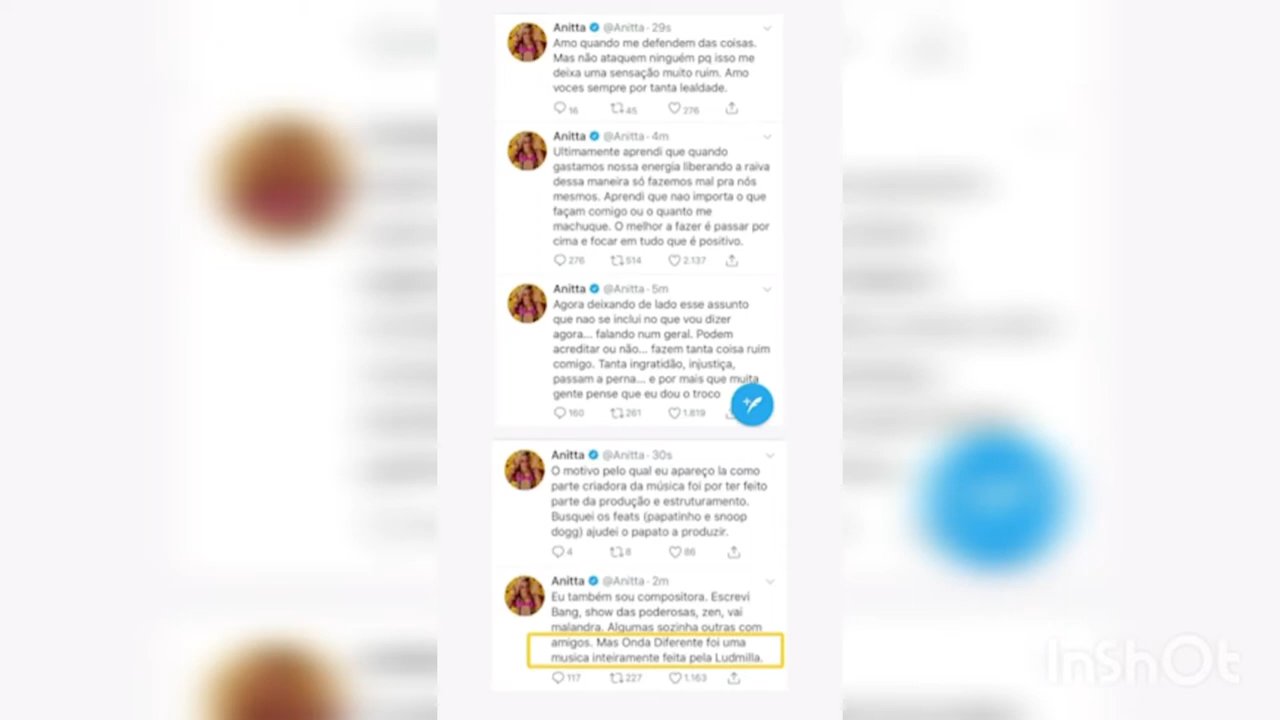 Anitta @Anitta · 29s
Amo quando me defendem das coisas.
Mas não ataquem ninguém pq isso me
deixa uma sensação muito ruim. Amo
voces sempre por tanta lealdade.
16 45 276
Anitta @Anitta · 4m
Ultimamente aprendi que quando
gastamos nossa energia liberando a raiva
dessa maneira só fazemos mal pra nós
mesmos. Aprendi que nao importa o que
façam comigo ou o quanto me
machuque. O melhor a fazer é passar por
cima e focar em tudo que é positivo.
276 514 2.137
Anitta @Anitta · 5m
Agora deixando de lado esse assunto
que nao se inclui no que vou dizer
agora... falando num geral. Podem
acreditar ou não... fazem tanta coisa ruim
comigo. Tanta ingratidão, injustiça,
passam a perna... e por mais que muita
gente pense que eu dou o troco
160 261 1.819
Anitta @Anitta · 30s
O motivo pelo qual eu apareço la como
parte criadora da música foi por ter feito
parte da produção e estruturamento.
Busquei os feats (papatinho e snoop
dogg) ajudei o papato a produzir.
4 8 86
Anitta @Anitta · 2m
Eu também sou compositora. Escrevi
Bang, show das poderosas, zen, vai
malandra. Algumas sozinha outras com
amigos. Mas Onda Diferente foi uma
musica inteiramente feita pela Ludmilla.
117 227 1.163
InShOt